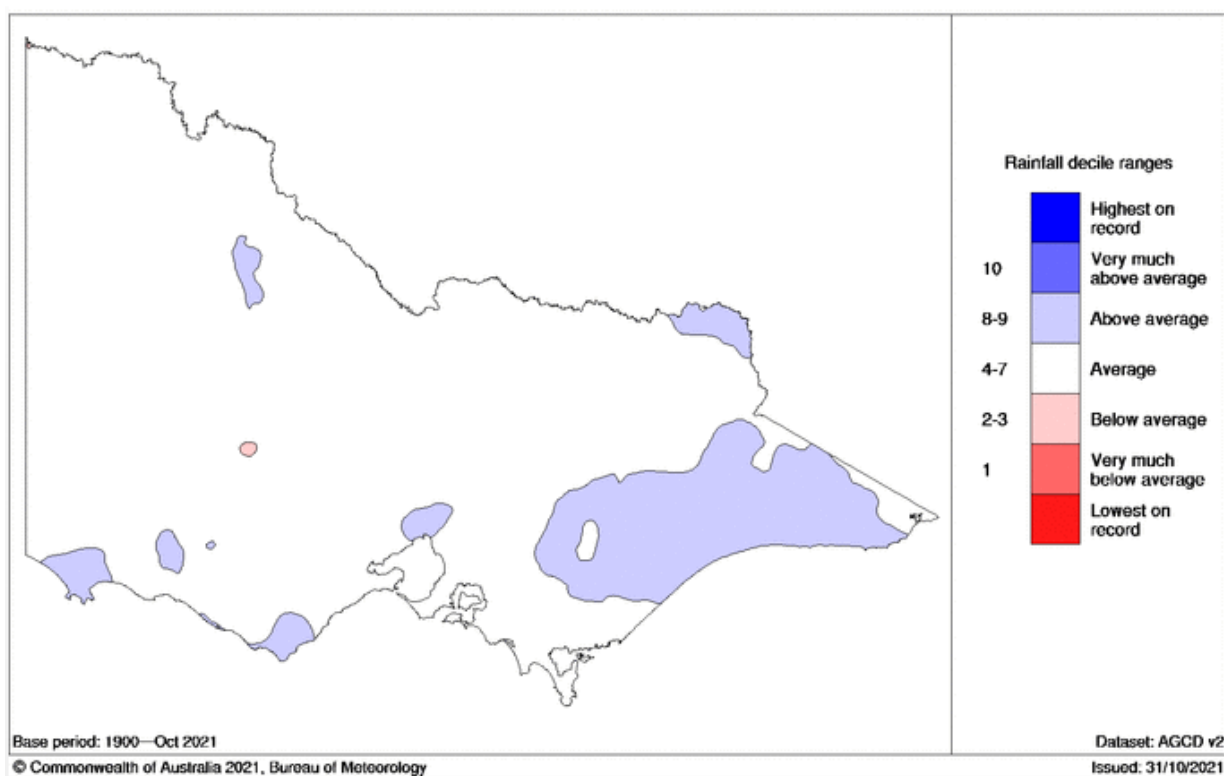 Rainfall decile ranges
Highest on
record
10
Very much
above average
8-9
Above average
4-7
Average
2-3
Below average
1
Very much
below average
Lowest on
record
Base period: 1900—Oct 2021
Dataset: AGCD v2
© Commonwealth of Australia 2021, Bureau of Meteorology
Issued: 31/10/2021